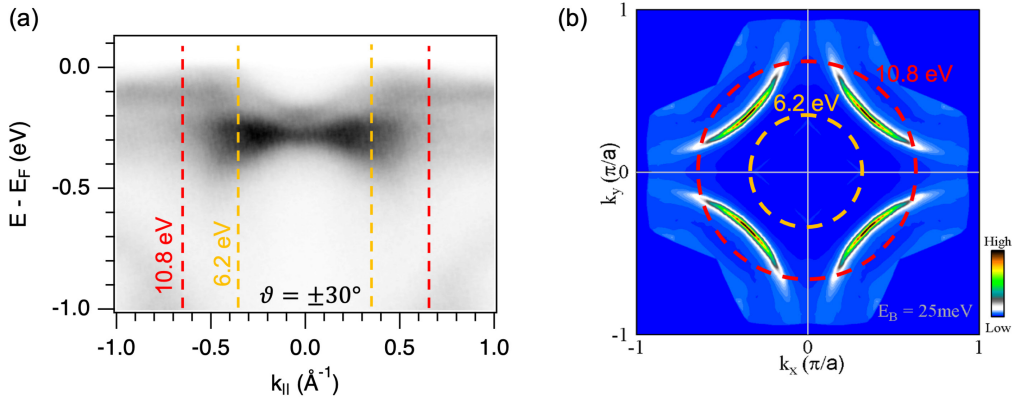 (a)
0.0
-0.5
-1.0
E - E_F (eV)
10.8 eV
6.2 eV
ϑ = ±30°
-1.0
-0.5
0.0
0.5
1.0
k_|| (Å⁻¹)
(b)
1
0
-1
k_y (π/a)
10.8 eV
6.2 eV
E_B = 25meV
-1
0
1
k_x (π/a)
High
Low